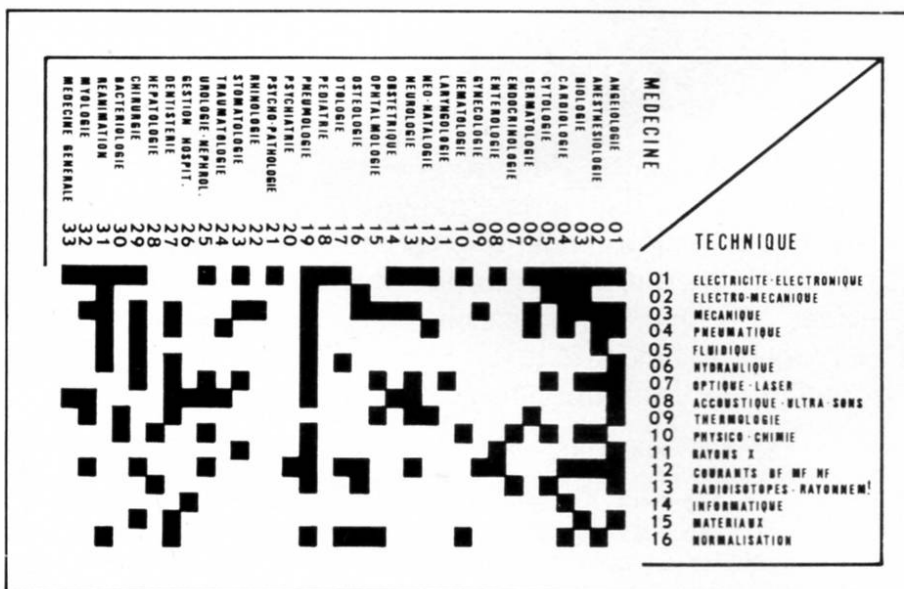 MEDECINE
ANGEIOLOGIE 01
ANESTHESIOLOGIE 02
BIOLOGIE 03
CARDIOLOGIE 04
CYTOLOGIE 05
DERMATOLOGIE 06
ENDOCRINOLOGIE 07
ENTEROLOGIE 08
GYNECOLOGIE 09
HEMATOLOGIE 10
LARYNGOLOGIE 11
NEO-NATALOGIE 12
NEUROLOGIE 13
OBSTETRIQUE 14
OPHTALMOLOGIE 15
OSTEOLOGIE 16
OTOLOGIE 17
PEDIATRIE 18
PNEUMOLOGIE 19
PSYCHIATRIE 20
PSYCHO-PATHOLOGIE 21
RHINOLOGIE 22
STOMATOLOGIE 23
TRAUMATOLOGIE 24
UROLOGIE-NEPHROL. 25
GESTION HOSPIT. 26
DENTISTERIE 27
HEPATOLOGIE 28
CHIRURGIE 29
BACTERIOLOGIE 30
REANIMATION 31
MYOLOGIE 32
MEDECINE GENERALE 33
TECHNIQUE
01 ELECTRICITE-ELECTRONIQUE
02 ELECTRO-MECANIQUE
03 MECANIQUE
04 PNEUMATIQUE
05 FLUIDIQUE
06 HYDRAULIQUE
07 OPTIQUE-LASER
08 ACCOUSTIQUE-ULTRA-SONS
09 THERMOLOGIE
10 PHYSICO-CHIMIE
11 RAYONS X
12 COURANTS BF MF HF
13 RADIOISOTOPES-RAYONNEM!
14 INFORMATIQUE
15 MATERIAUX
16 NORMALISATION